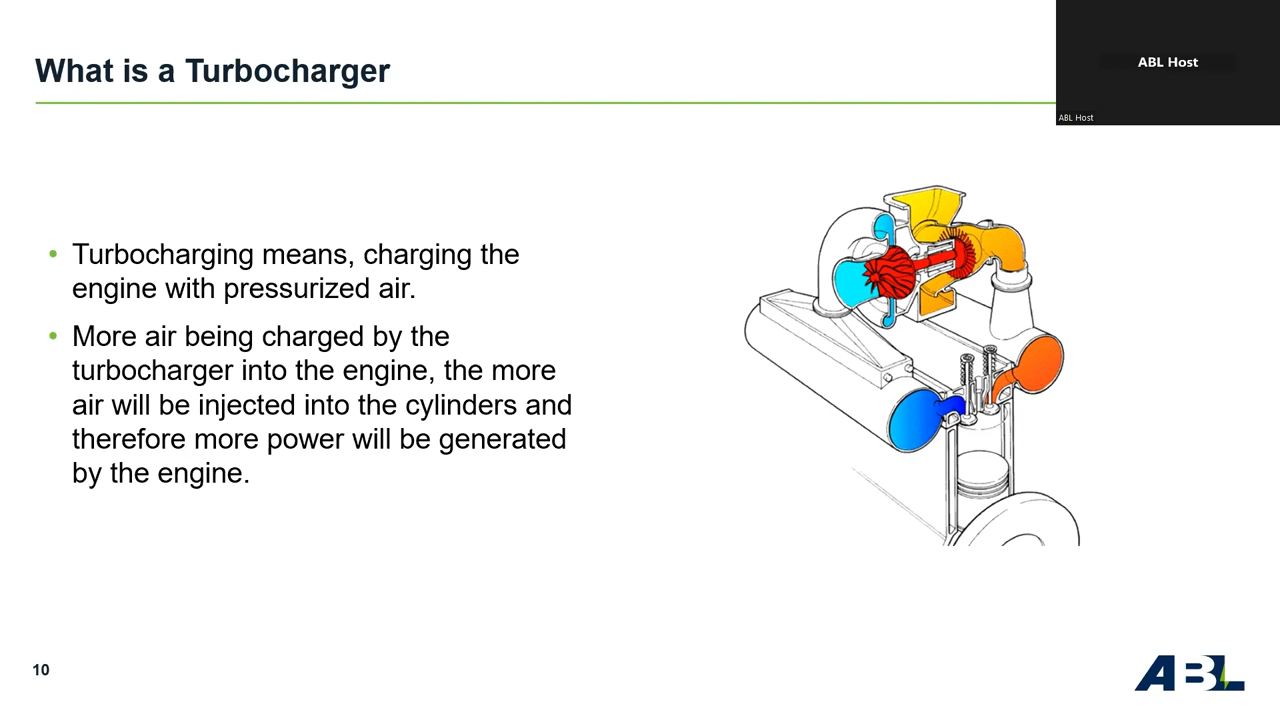 What is a Turbocharger
ABL Host
ABL Host
• Turbocharging means, charging the
engine with pressurized air.
• More air being charged by the
turbocharger into the engine, the more
air will be injected into the cylinders and
therefore more power will be generated
by the engine.
10
ABL